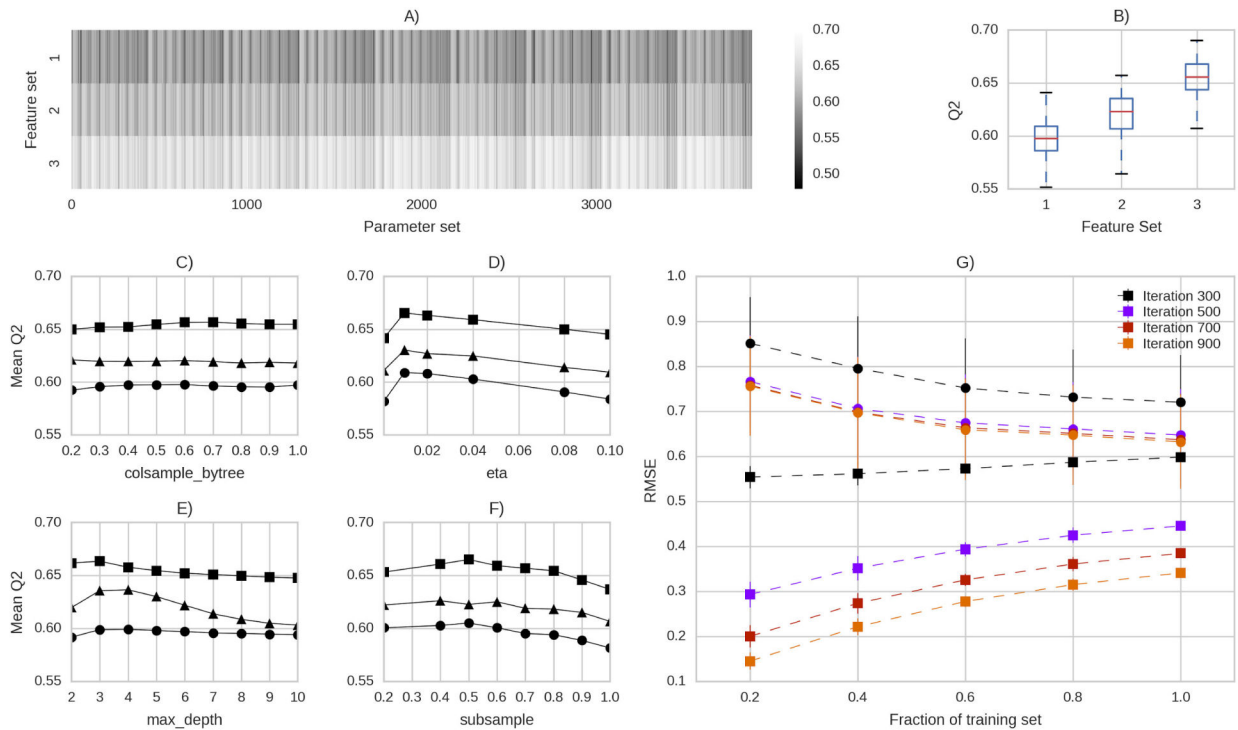 A)
Feature set
1
2
3
0 1000 2000 3000
Parameter set
0.70
0.65
0.60
0.55
0.50
B)
Q2
0.70
0.65
0.60
0.55
1 2 3
Feature Set
C)
Mean Q2
0.70
0.65
0.60
0.55
0.2 0.3 0.4 0.5 0.6 0.7 0.8 0.9 1.0
colsample_bytree
D)
0.70
0.65
0.60
0.55
0.02 0.04 0.06 0.08 0.10
eta
E)
Mean Q2
0.70
0.65
0.60
0.55
2 3 4 5 6 7 8 9 10
max_depth
F)
0.70
0.65
0.60
0.55
0.2 0.4 0.5 0.6 0.7 0.8 0.9 1.0
subsample
G)
RMSE
1.0
0.9
0.8
0.7
0.6
0.5
0.4
0.3
0.2
0.1
Iteration 300
Iteration 500
Iteration 700
Iteration 900
0.2 0.4 0.6 0.8 1.0
Fraction of training set